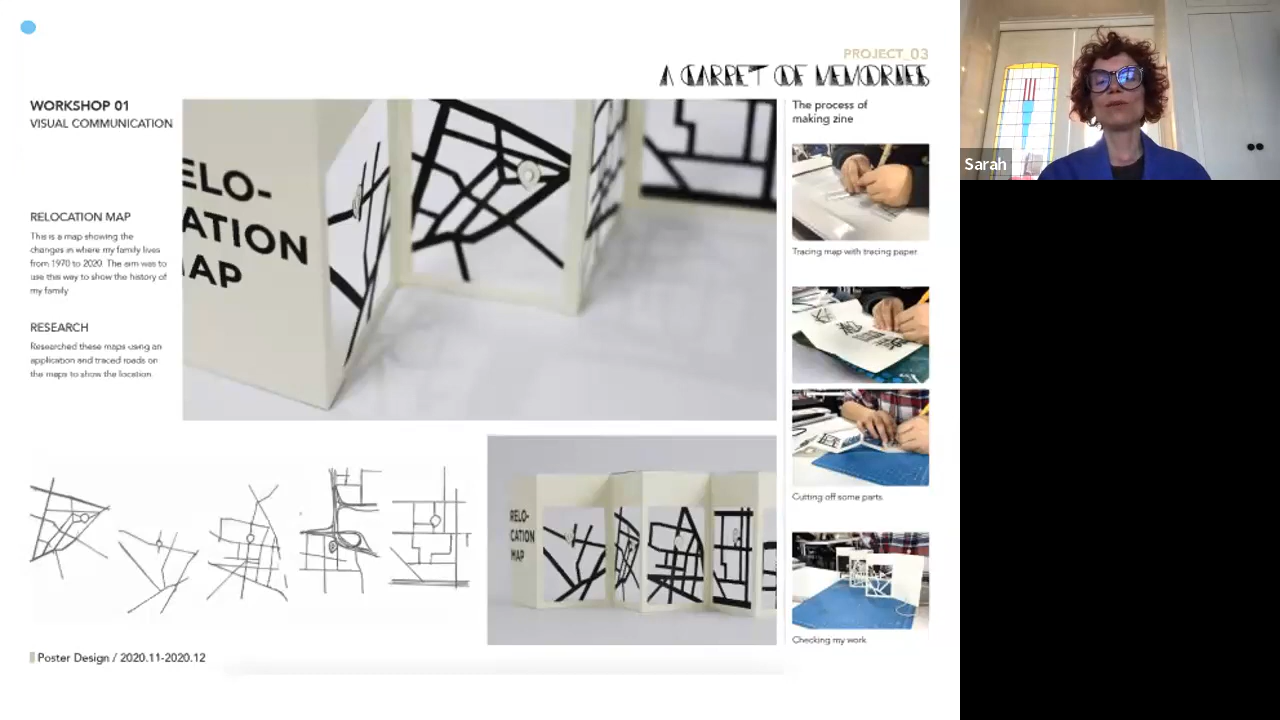 PROJECT_03
A GARRET OF MEMORIES
WORKSHOP 01
VISUAL COMMUNICATION
RELOCATION MAP
This is a map showing the
changes in where my family lives
from 1970 to 2020. The aim was to
use this way to show the history of
my family
RESEARCH
Researched these maps using an
application and traced roads on
the maps to show the location
ELO-
ATION
MAP
RELO-
CATION
MAP
The process of
making zine
Tracing map with tracing paper
Cutting off some parts.
Checking my work
Poster Design / 2020.11-2020.12
Sarah